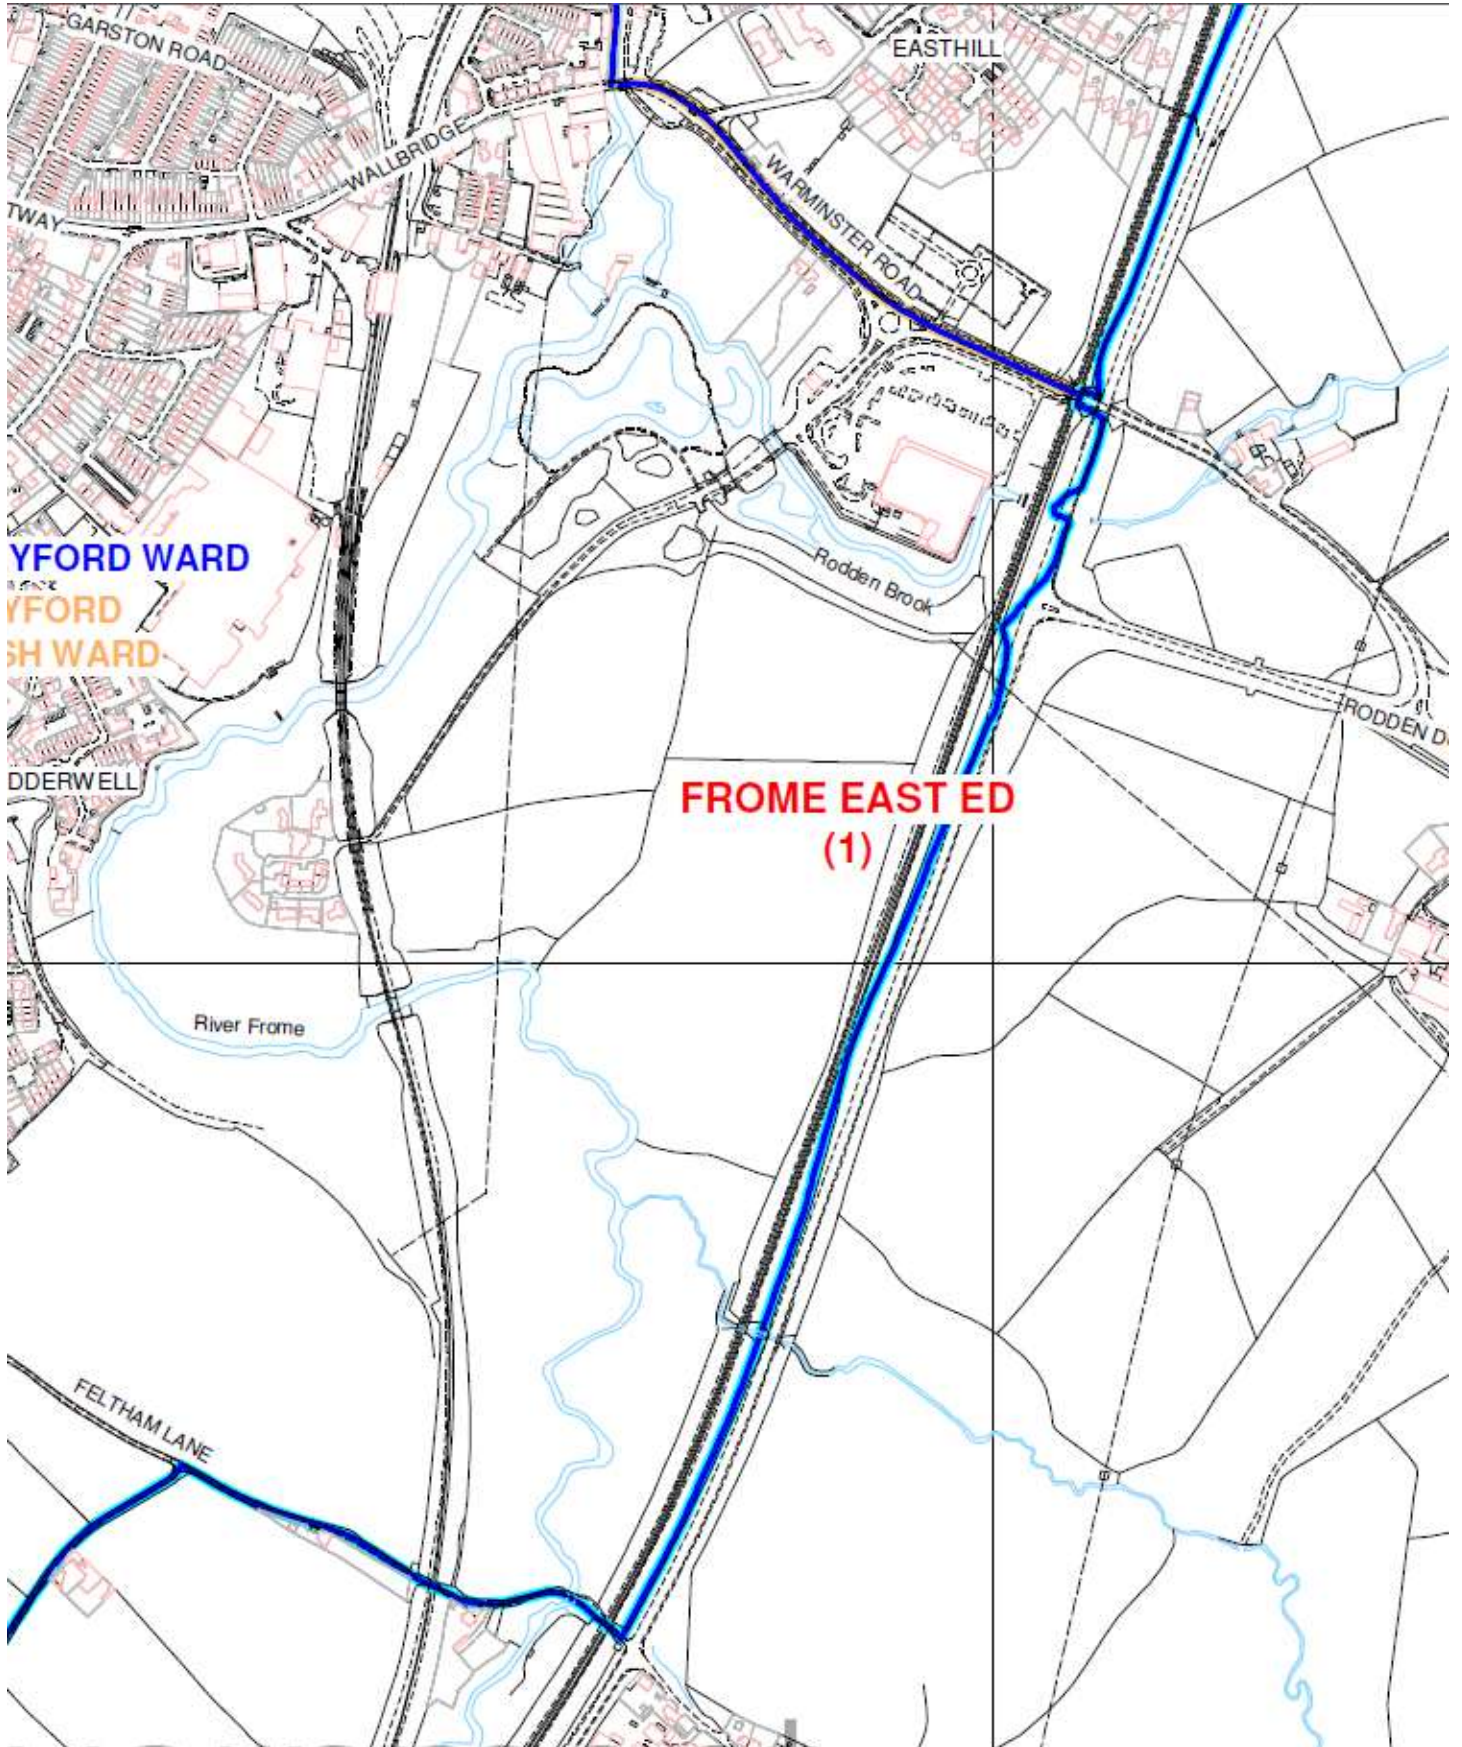 GARSTON ROAD
EASTHILL
WALLBRIDGE
WARMINSTER ROAD
TWAY
YFORD WARD
YFORD
SH WARD
Rodden Brook
RODDEN D
DDERWELL
FROME EAST ED
(1)
River Frome
FELTHAM LANE